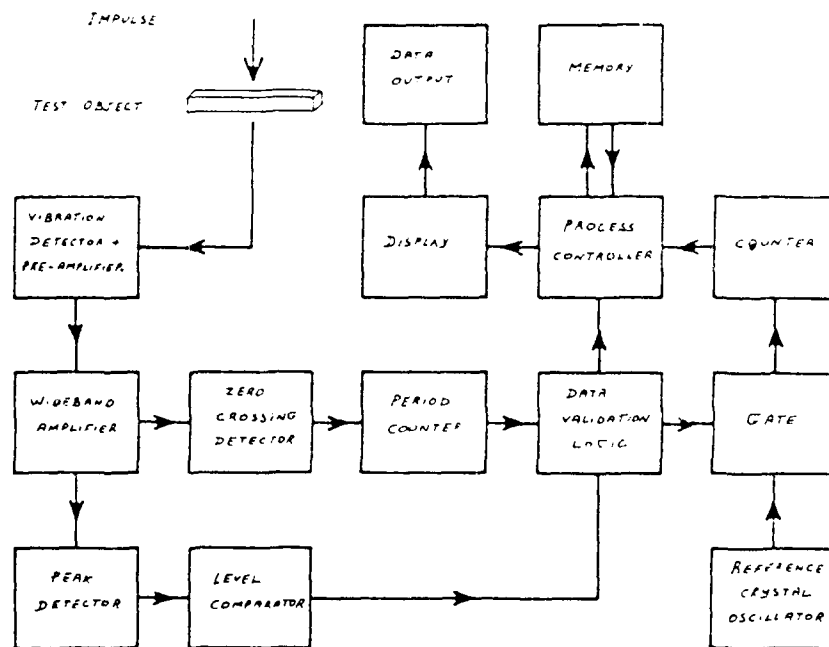 IMPULSE
TEST OBJECT
DATA
OUTPUT
MEMORY
VIBRATION
DETECTOR +
PRE-AMPLIFIER.
DISPLAY
PROCESS
CONTROLLER
COUNTER
WIDEBAND
AMPLIFIER
ZERO
CROSSING
DETECTOR
PERIOD
COUNTER
DATA
VALIDATION
LOGIC
GATE
PEAK
DETECTOR
LEVEL
COMPARATOR
REFERENCE
CRYSTAL
OSCILLATOR